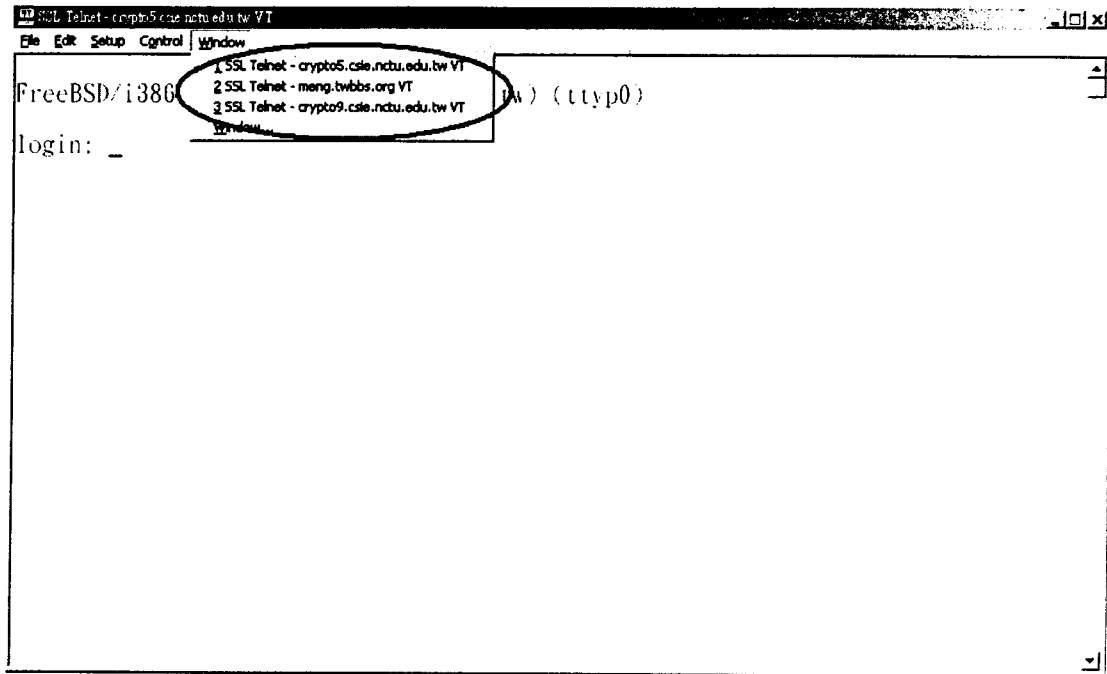 SSL Telnet - crypto5.csie.nctu.edu.tw VT
File Edit Setup Control Window
1 SSL Telnet - crypto5.csie.nctu.edu.tw VT
2 SSL Telnet - meng.twbbs.org VT
3 SSL Telnet - crypto9.csie.nctu.edu.tw VT
Window...
FreeBSD/i386 tw) (ttyp0)
login: _